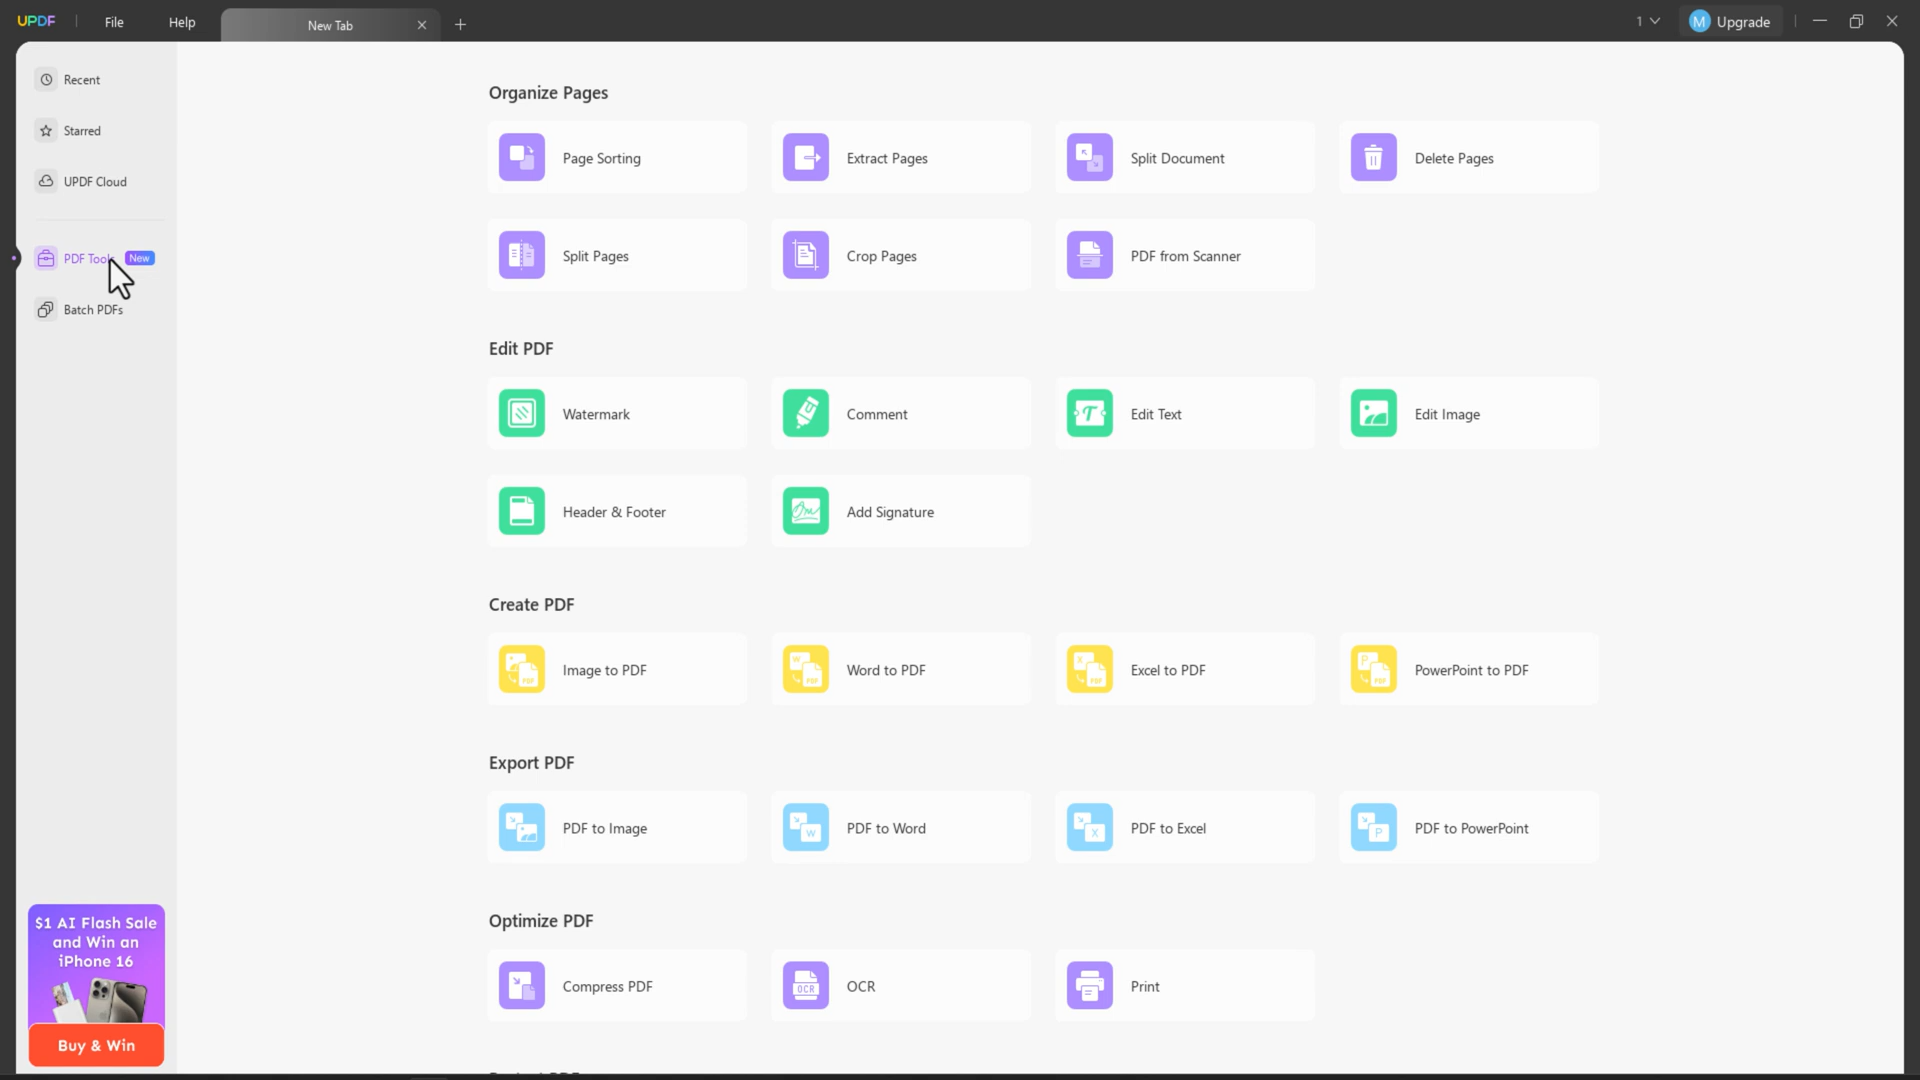 UPDF File Help New Tab 1 M Upgrade
Recent
Starred
UPDF Cloud
PDF Tools New
Batch PDFs
$1 AI Flash Sale
and Win an
iPhone 16
Buy & Win
Organize Pages
Page Sorting Extract Pages Split Document Delete Pages
Split Pages Crop Pages PDF from Scanner
Edit PDF
Watermark Comment Edit Text Edit Image
Header & Footer Add Signature
Create PDF
Image to PDF Word to PDF Excel to PDF PowerPoint to PDF
Export PDF
PDF to Image PDF to Word PDF to Excel PDF to PowerPoint
Optimize PDF
Compress PDF OCR Print